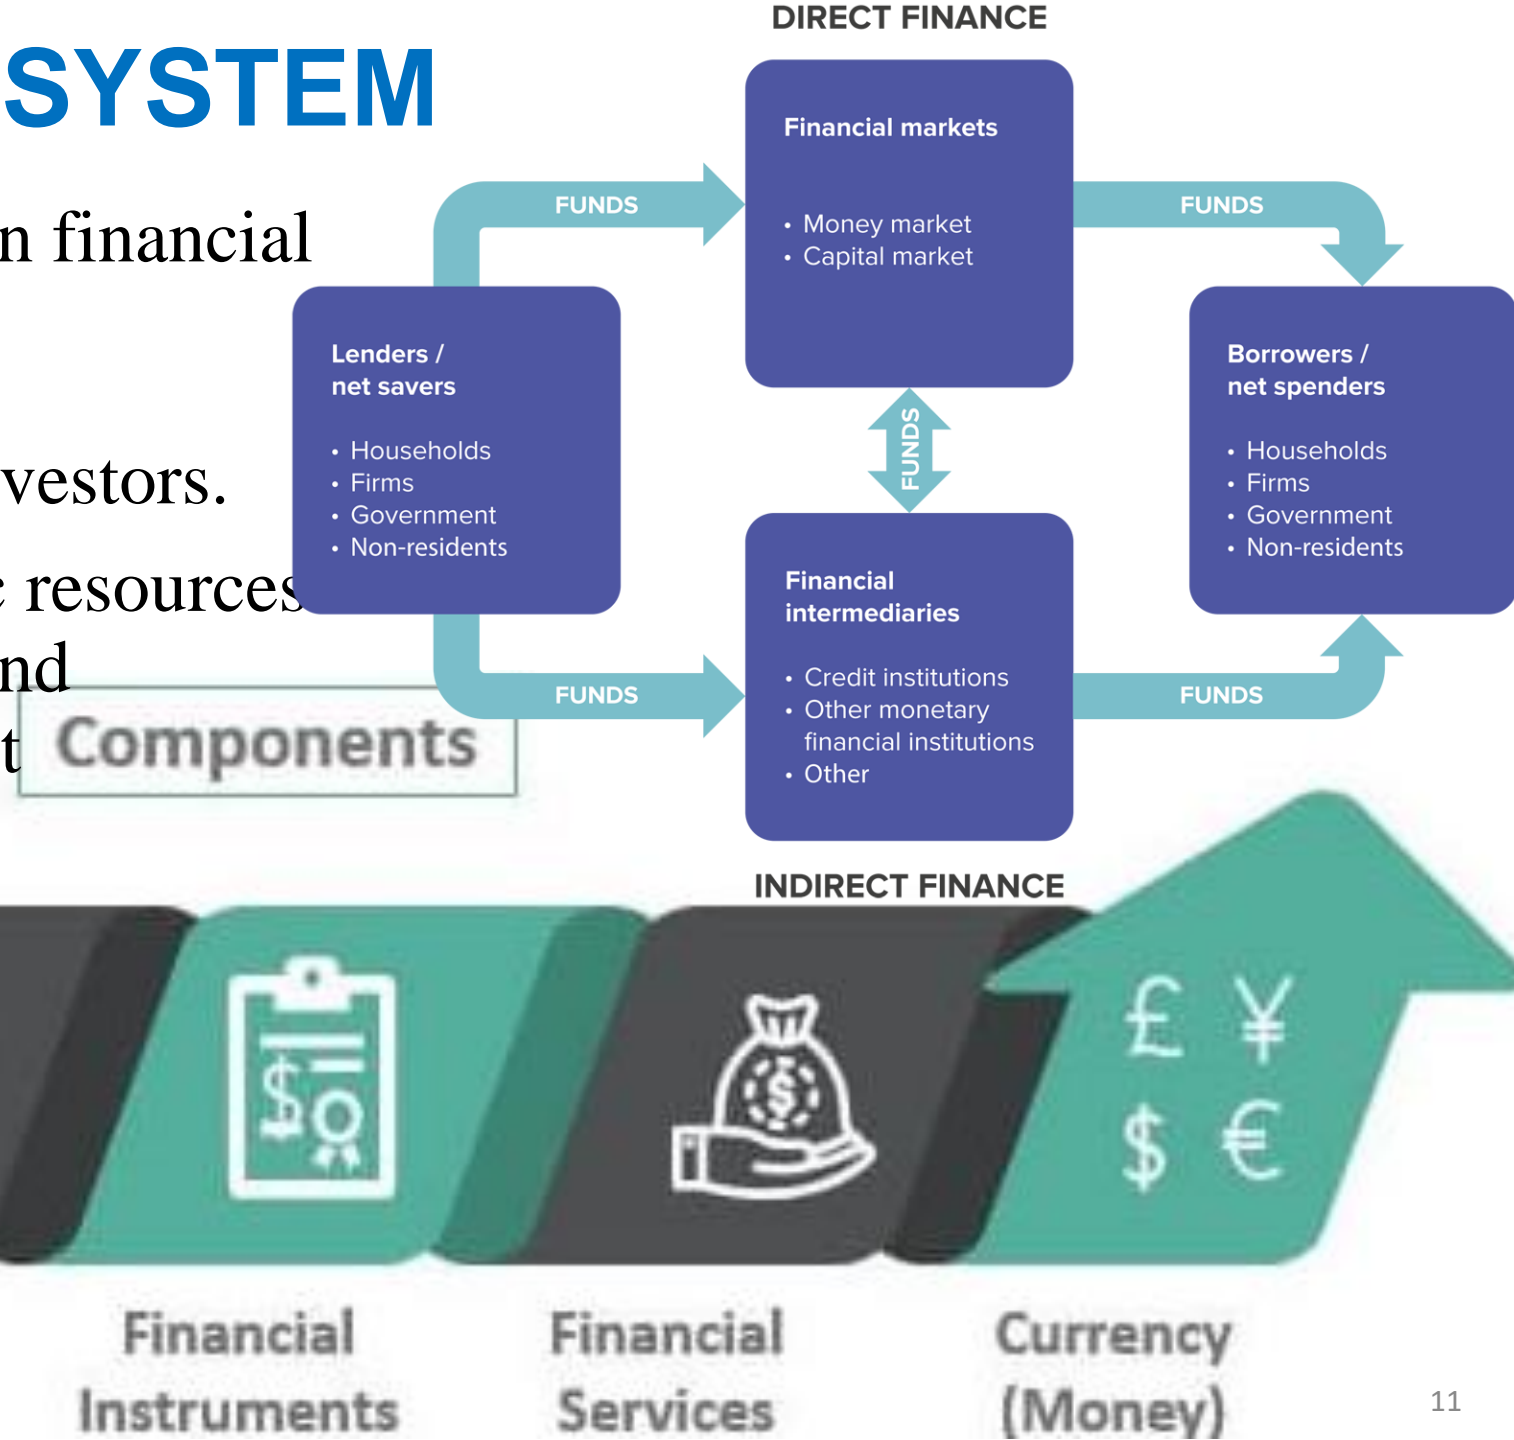 SYSTEM
n financial
vestors.
c resources
nd
t
DIRECT FINANCE
Financial markets
• Money market
• Capital market
FUNDS
FUNDS
Lenders /
net savers
• Households
• Firms
• Government
• Non-residents
FUNDS
Borrowers /
net spenders
• Households
• Firms
• Government
• Non-residents
Financial
intermediaries
• Credit institutions
• Other monetary
financial institutions
• Other
FUNDS
FUNDS
INDIRECT FINANCE
Components
$
$
£ ¥
$ €
Financial
Instruments
Financial
Services
Currency
(Money)
11